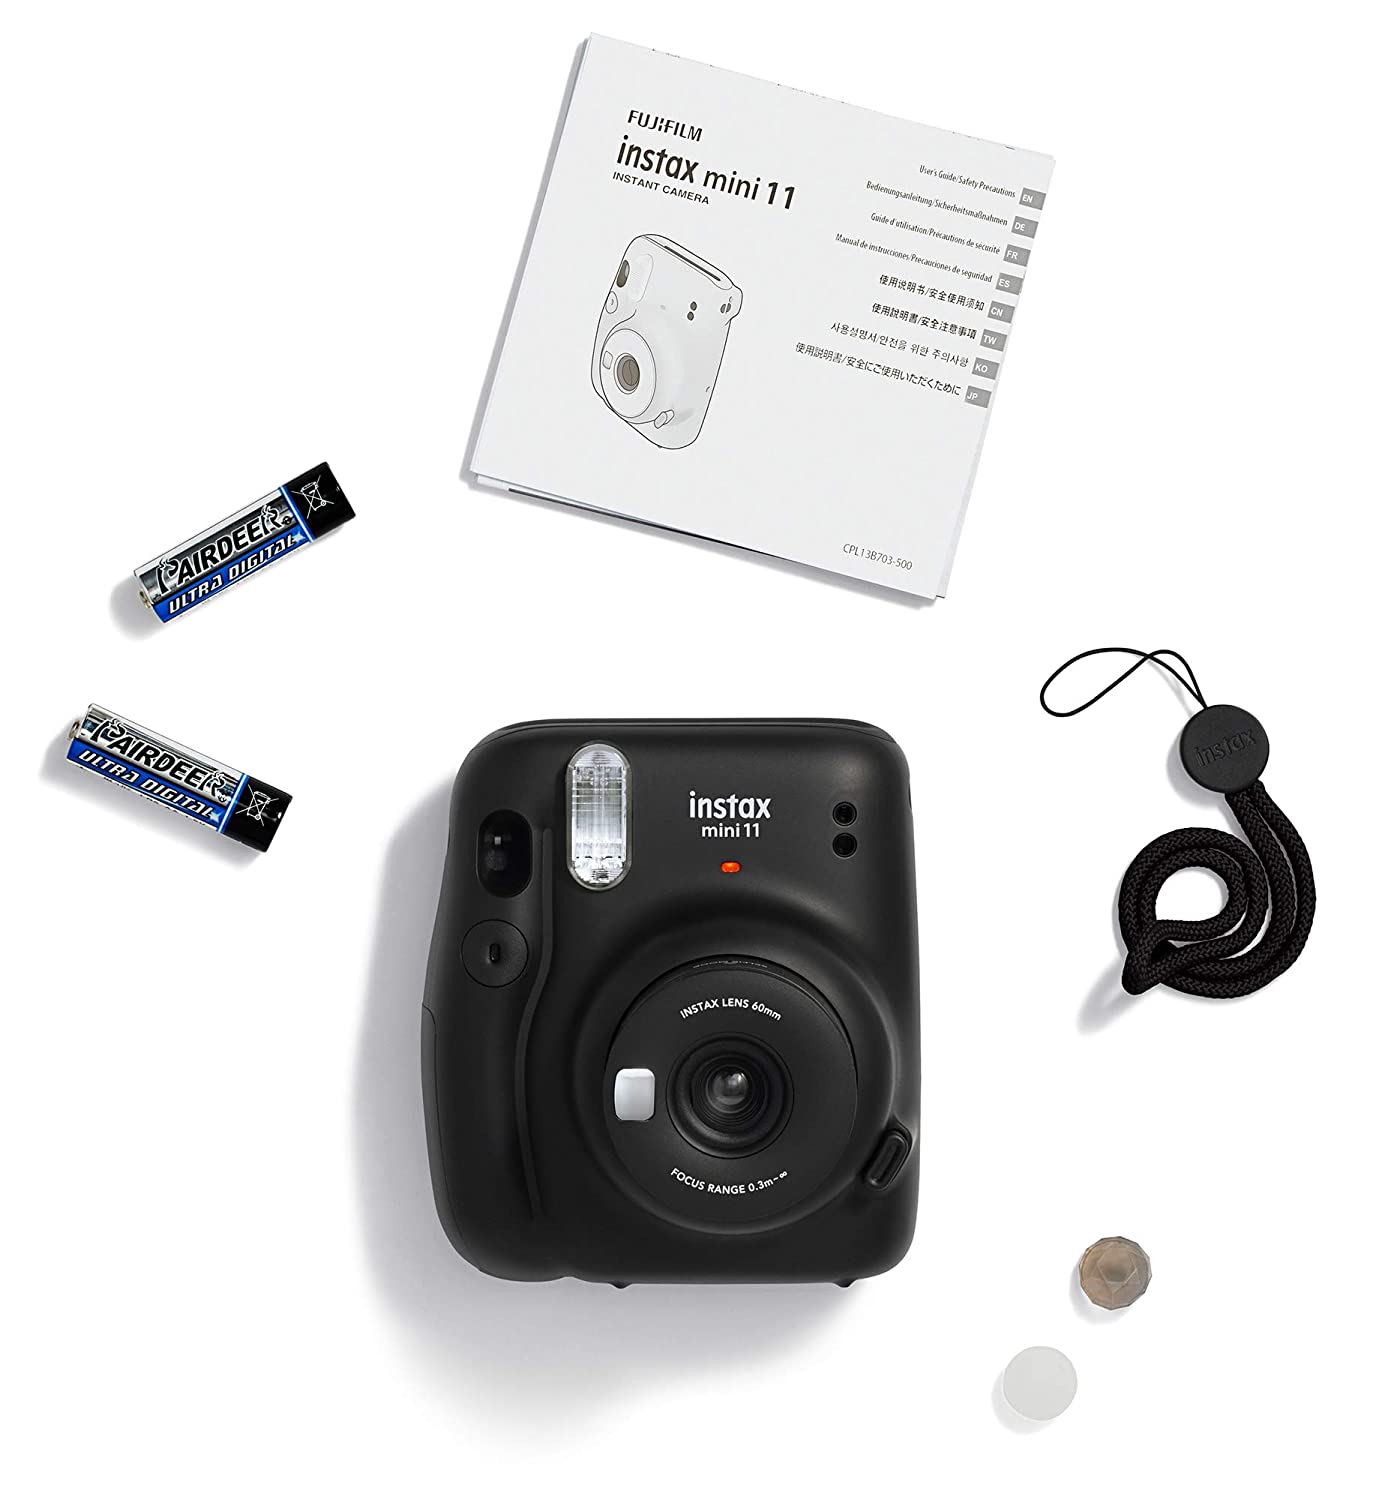 FUJIFILM
instax mini 11
INSTANT CAMERA
User's Guide/Safety Precautions EN
Bedienungsanleitung/Sicherheitsmaßnahmen DE
Guide d'utilisation/Précautions de sécurité FR
Manual de instrucciones/Precauciones de seguridad ES
使用说明书/安全使用须知 CN
使用說明書/安全注意事項 TW
사용설명서/안전을 위한 주의사항 KO
使用説明書/安全にご使用いただくために JP
CPL13B703-500
PAIRDEER
ULTRA DIGITAL
PAIRDEER
ULTRA DIGITAL
instax
instax
mini 11
SELFIE MODE
INSTAX LENS 60mm
FOCUS RANGE 0.3m~∞